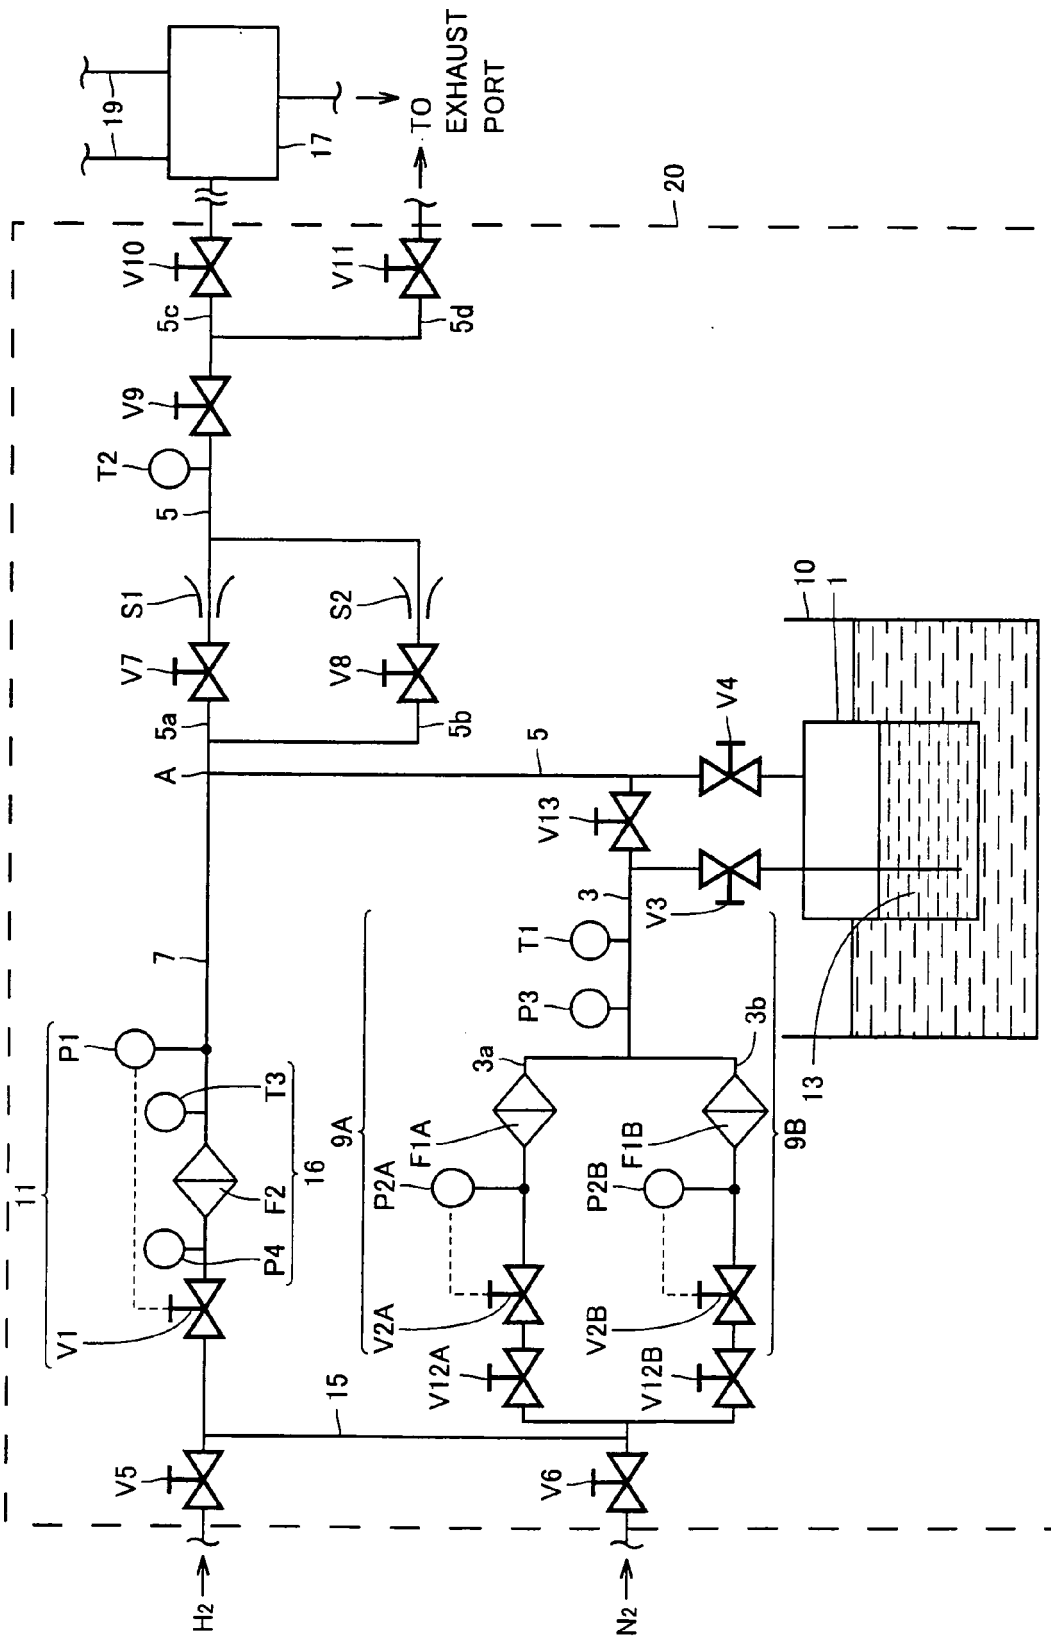 H2
N2
V5
V6
15
11
V1
P4
F2
16
T3
P1
7
V12A
V2A
P2A
F1A
9A
3a
V12B
V2B
P2B
F1B
9B
3b
P3
T1
3
V3
V13
5
V4
13
1
10
A
5a
5b
V7
V8
S1
S2
5
T2
V9
5c
5d
V10
V11
20
17
19
TO
EXHAUST
PORT